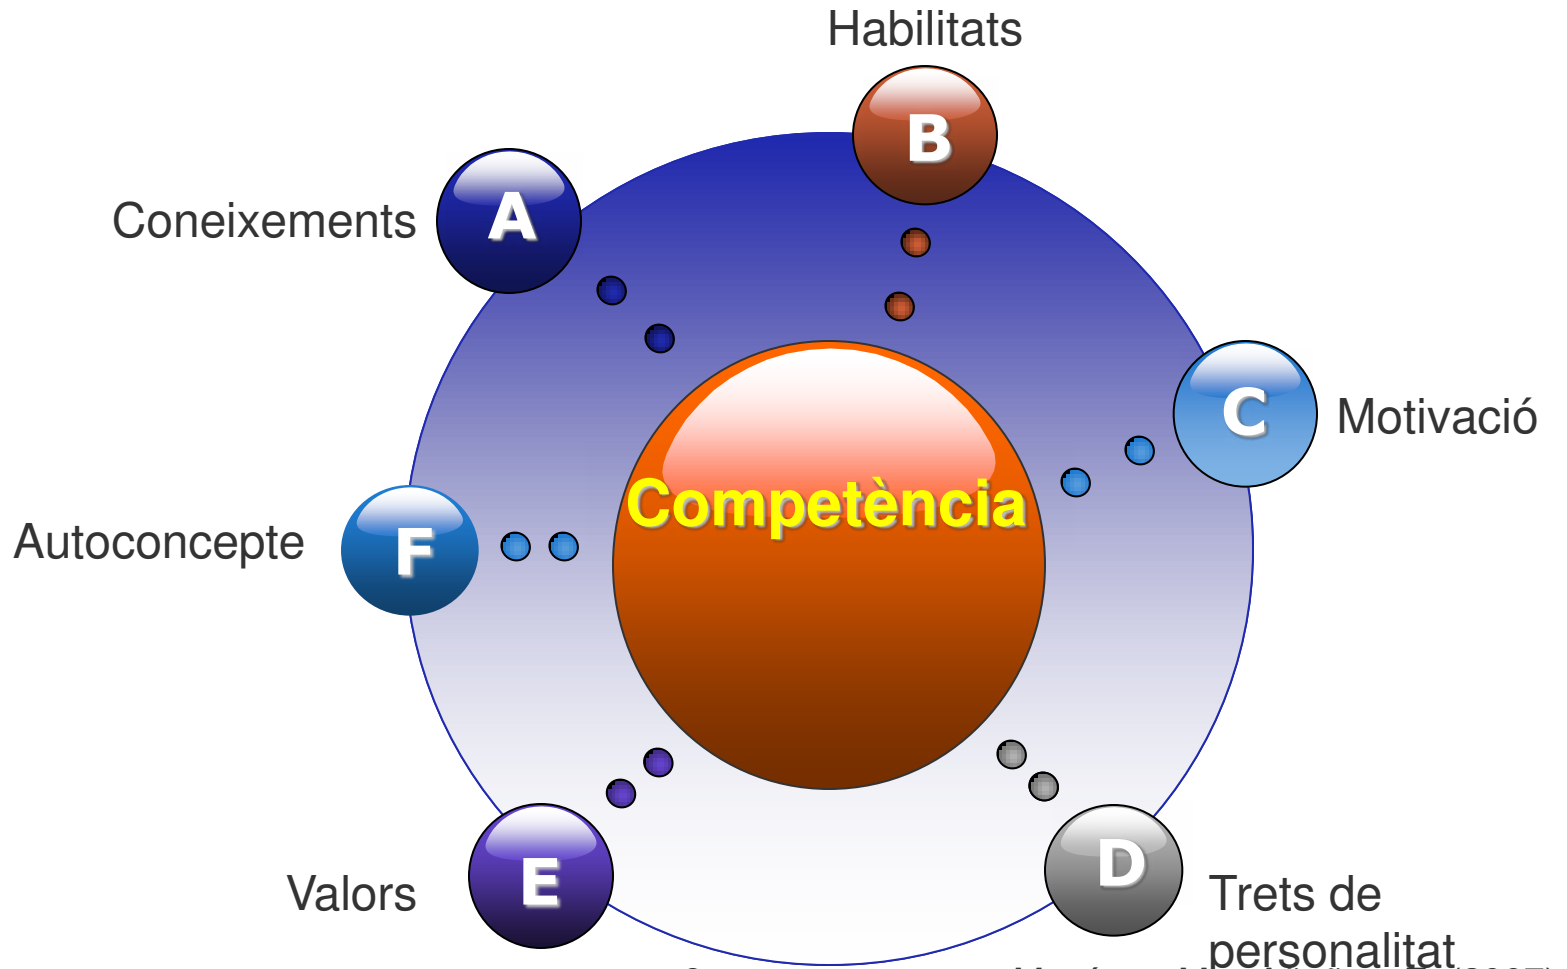 Habilitats
B
A
Coneixements
C
Motivació
Competència
Autoconcepte
F
D
E
Valors
Trets de
personalitat